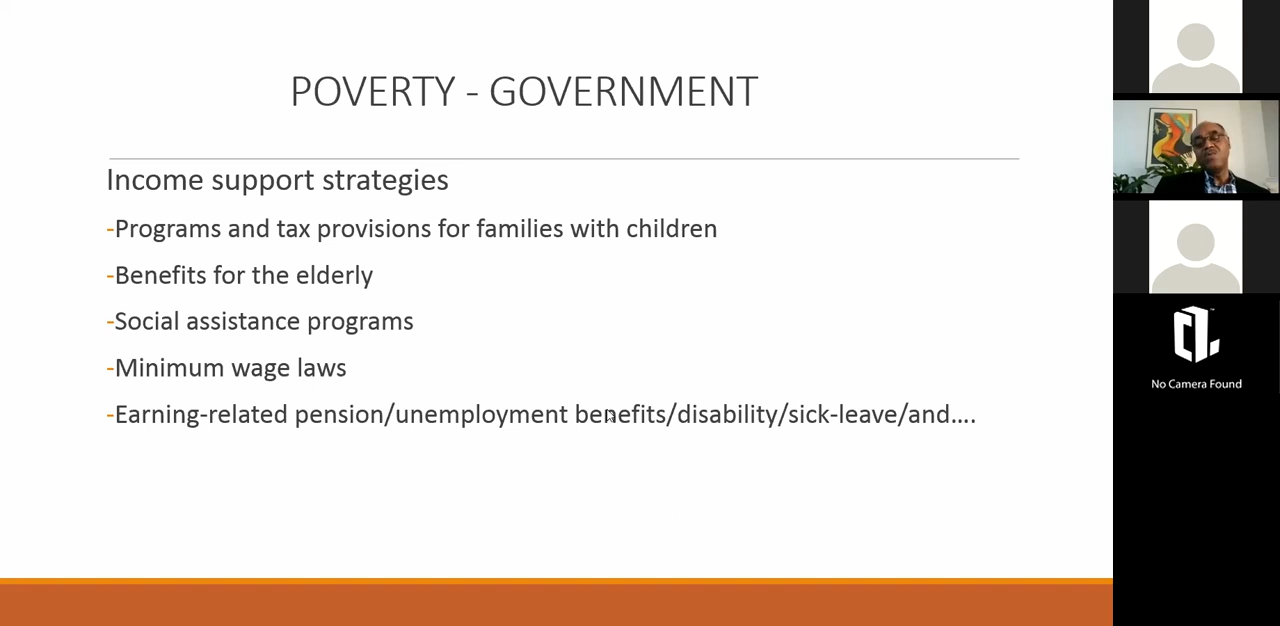 POVERTY - GOVERNMENT
Income support strategies
-Programs and tax provisions for families with children
-Benefits for the elderly
-Social assistance programs
-Minimum wage laws
-Earning-related pension/unemployment benefits/disability/sick-leave/and....
No Camera Found